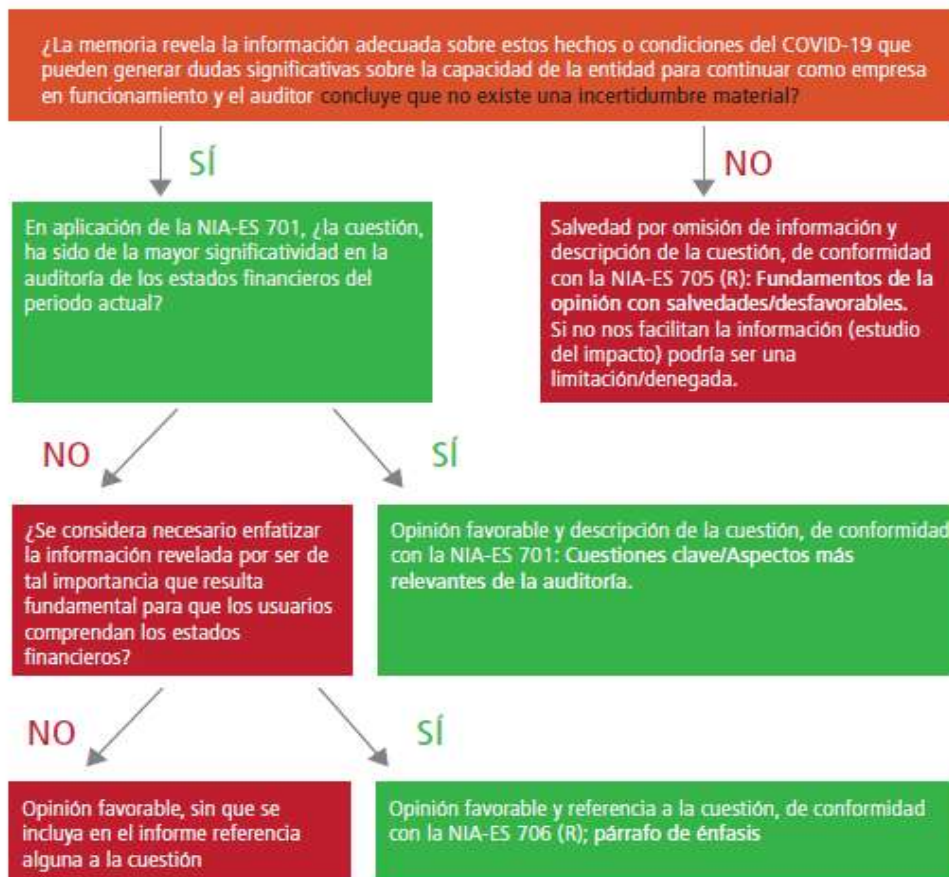 ¿La memoria revela la información adecuada sobre estos hechos o condiciones del COVID-19 que
pueden generar dudas significativas sobre la capacidad de la entidad para continuar como empresa
en funcionamiento y el auditor concluye que no existe una incertidumbre material?
SÍ
NO
En aplicación de la NIA-ES 701, ¿la cuestión,
ha sido de la mayor significatividad en la
auditoría de los estados financieros del
periodo actual?
Salvedad por omisión de información y
descripción de la cuestión, de conformidad
con la NIA-ES 705 (R): Fundamentos de la
opinión con salvedades/desfavorables.
Si no nos facilitan la información (estudio
del impacto) podría ser una
limitación/denegada.
NO
SÍ
¿Se considera necesario enfatizar
la información revelada por ser de
tal importancia que resulta
fundamental para que los usuarios
comprendan los estados
financieros?
Opinión favorable y descripción de la cuestión, de conformidad
con la NIA-ES 701: Cuestiones clave/Aspectos más
relevantes de la auditoría.
NO
SÍ
Opinión favorable, sin que se
incluya en el informe referencia
alguna a la cuestión
Opinión favorable y referencia a la cuestión, de conformidad
con la NIA-ES 706 (R); párrafo de énfasis